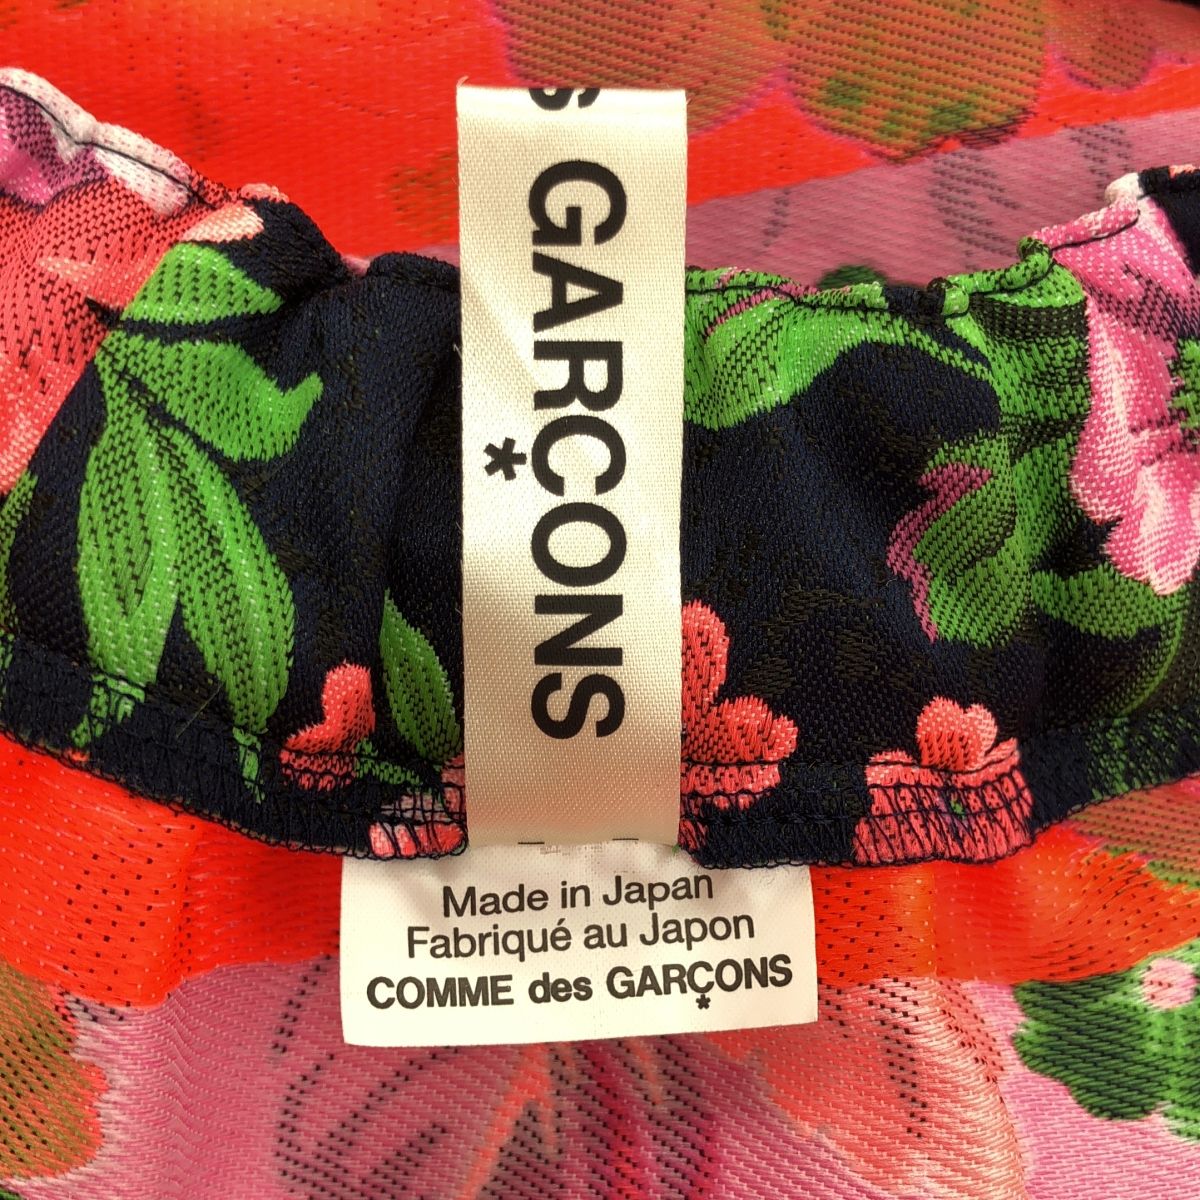 S GARÇONS
*
Made in Japan
Fabriqué au Japon
COMME des GARÇONS
*